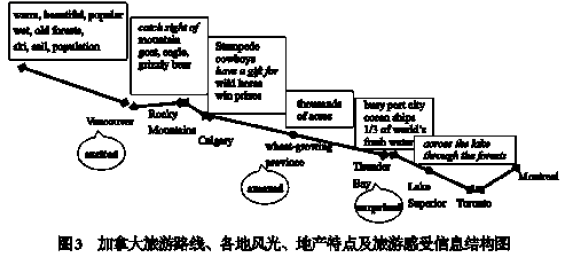 warm, beautiful, popular
wet, old forests,
ski, sail, population
catch sight of
mountain
goat, eagle,
grizzly bear
Stampede
cowboys
have a gift for
wild horse
win prizes
thousands
of acres
busy port city
ocean ships
1/3 of world's
fresh water
across the lake
through the forests
Vancouver
Rocky
Mountains
Calgary
wheat-growing
province
Thunder
Bay
Lake
Superior
Toronto
Montreal
excited
amazed
surprised
图3 加拿大旅游路线、各地风光、地产特点及旅游感受信息结构图